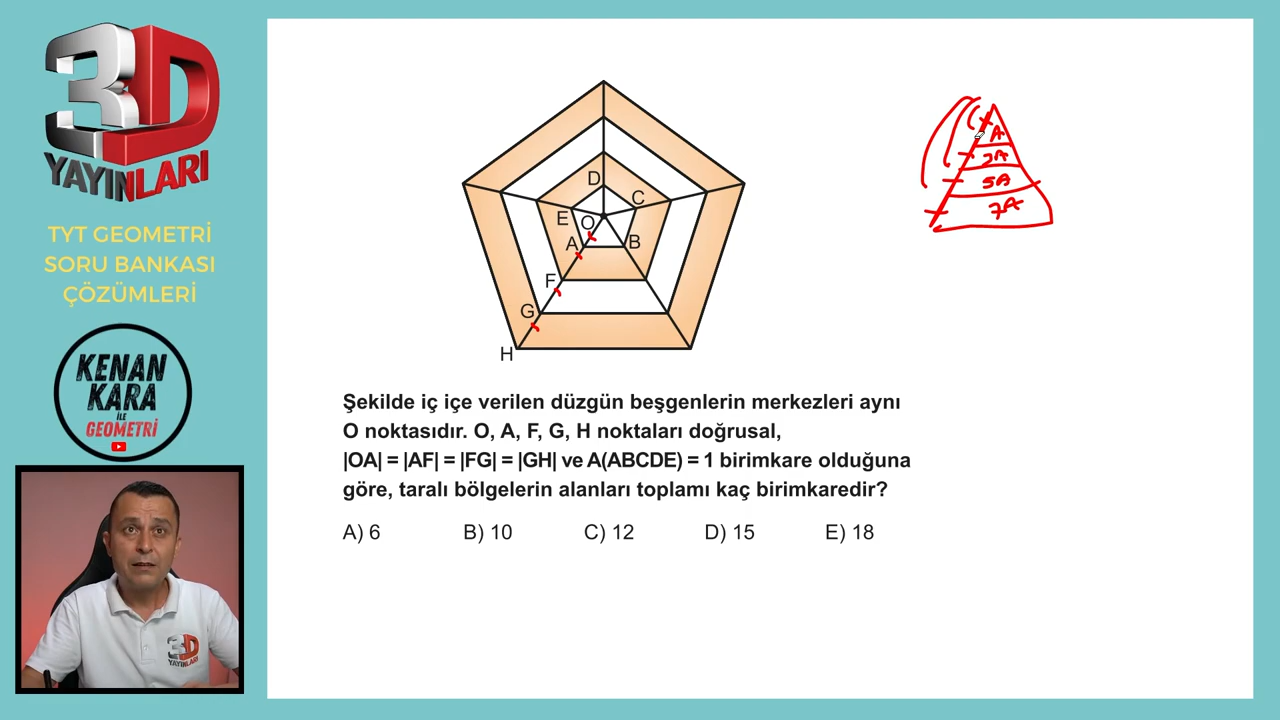 3D
YAYINLARI
TYT GEOMETRİ
SORU BANKASI
ÇÖZÜMLERİ
KENAN
KARA
İLE
GEOMETRİ
D
C
E
O
A
B
F
G
H
A
3A
5A
7A
Şekilde iç içe verilen düzgün beşgenlerin merkezleri aynı
O noktasıdır. O, A, F, G, H noktaları doğrusal,
|OA| = |AF| = |FG| = |GH| ve A(ABCDE) = 1 birimkare olduğuna
göre, taralı bölgelerin alanları toplamı kaç birimkaredir?
A) 6 B) 10 C) 12 D) 15 E) 18
3D
YAYINLARI